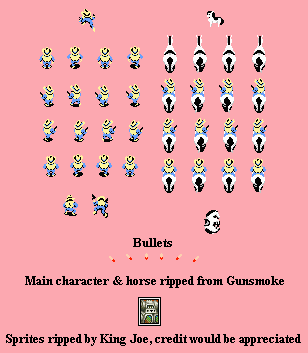 Bullets
Main character & horse ripped from Gunsmoke
Sprites ripped by King Joe, credit would be appreciated